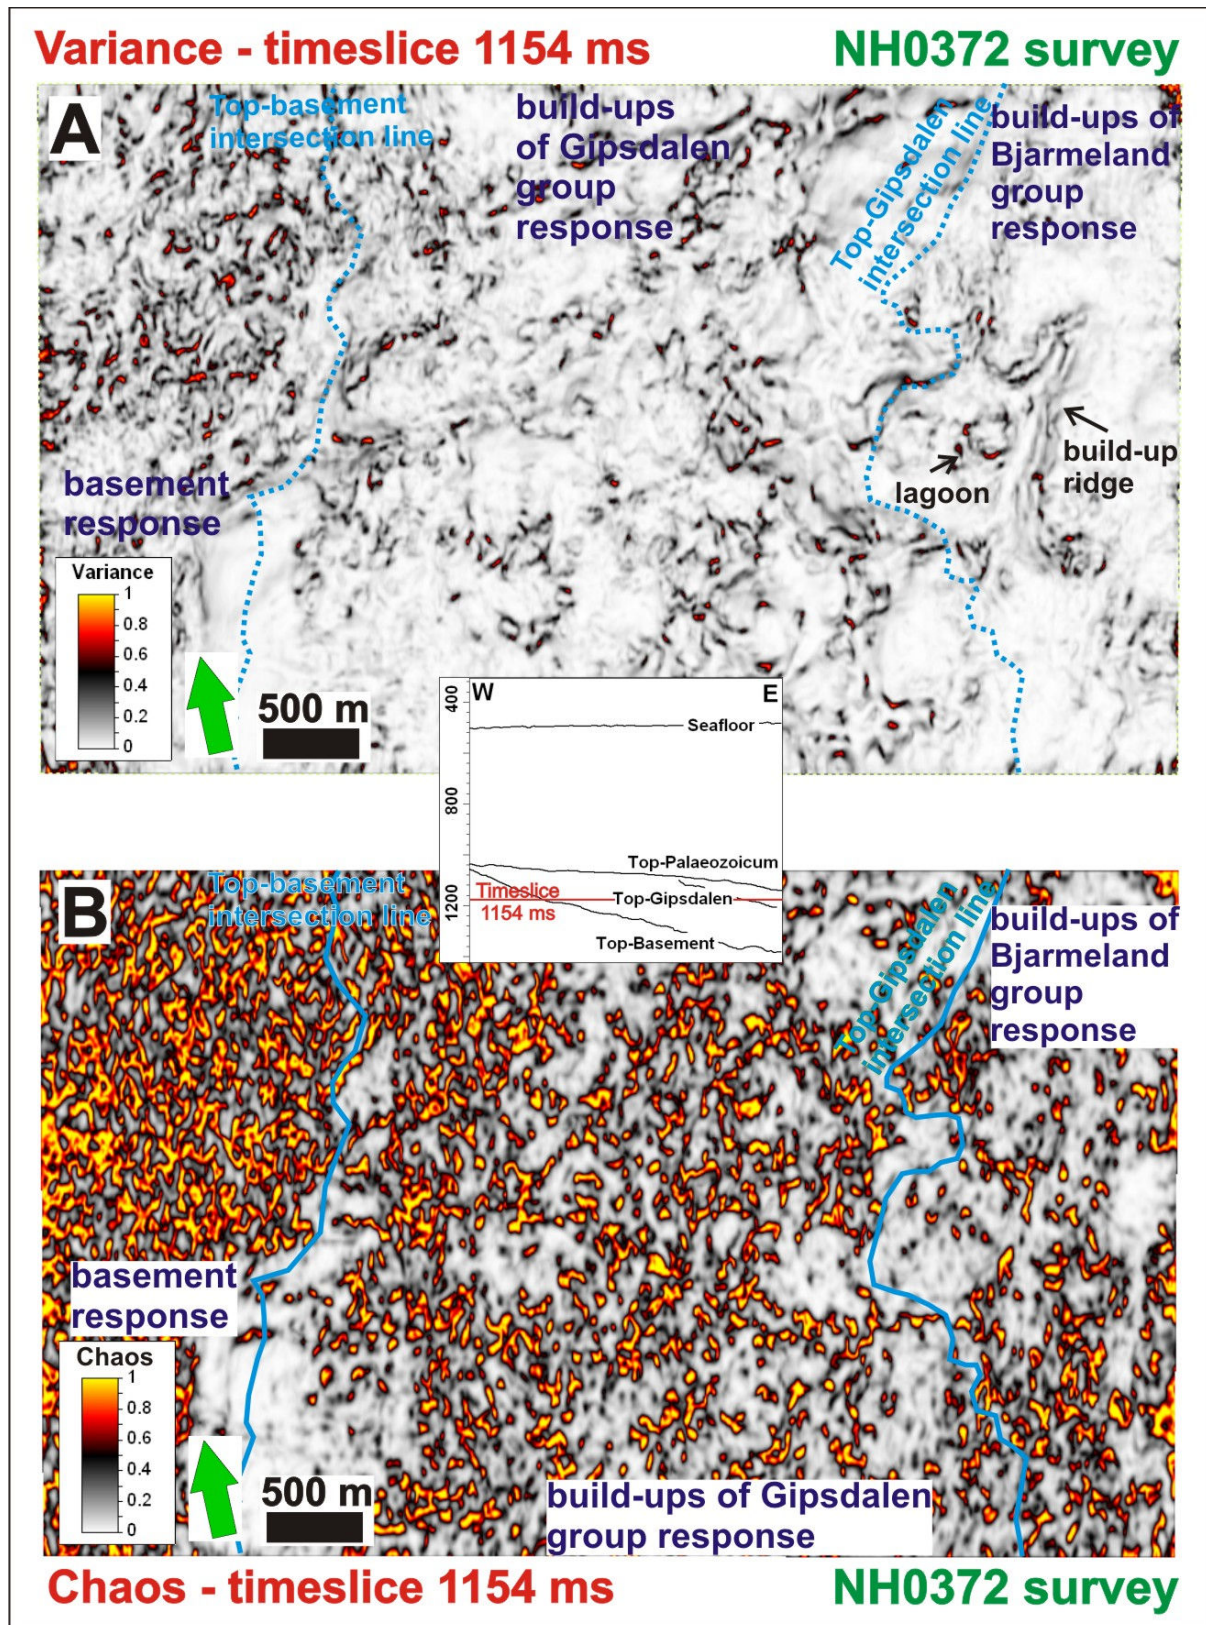 Variance - timeslice 1154 ms
NH0372 survey
A
Top-basement
intersection line
build-ups
of Gipsdalen
group
response
Top-Gipsdalen
intersection line
build-ups of
Bjarmeland
group
response
build-up
ridge
lagoon
basement
response
Variance
1
0.8
0.6
0.4
0.2
0
500 m
W
E
400
800
1200
Seafloor
Top-Palaeozoicum
Timeslice
1154 ms
Top-Gipsdalen
Top-Basement
B
Top-basement
intersection line
Top-Gipsdalen
intersection line
build-ups of
Bjarmeland
group
response
basement
response
Chaos
1
0.8
0.6
0.4
0.2
0
500 m
build-ups of Gipsdalen
group response
Chaos - timeslice 1154 ms
NH0372 survey